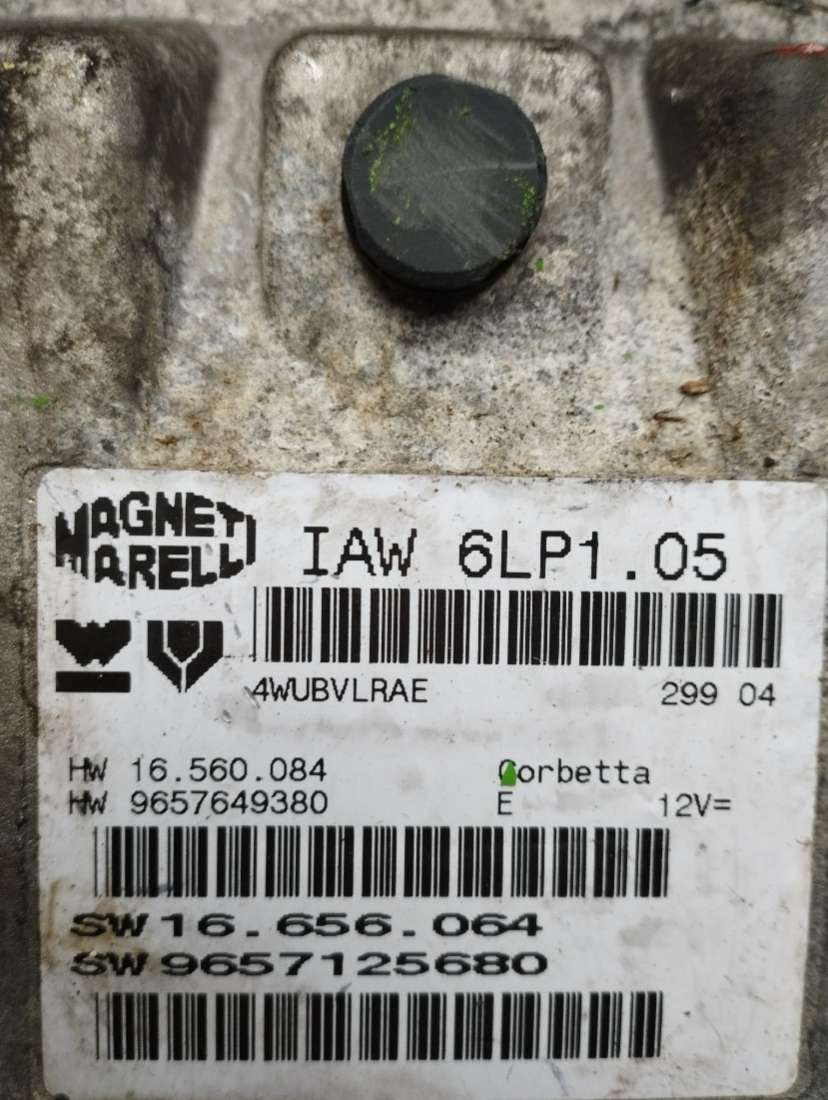 MAGNETI
MARELLI
IAW 6LP1.05
4WUBVLRAE 299 04
HW 16.560.084 Corbetta
HW 9657649380 E 12V=
SW 16.656.064
SW 9657125680